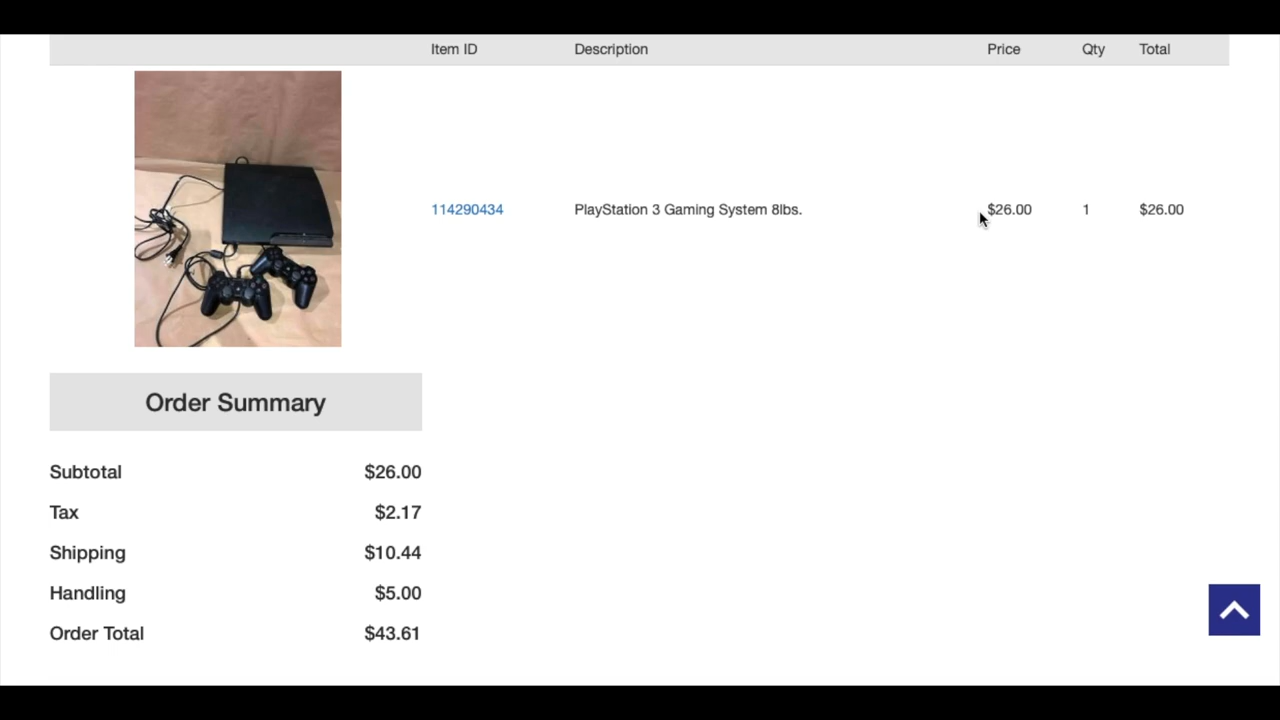 Item ID Description Price Qty Total
114290434 PlayStation 3 Gaming System 8lbs. $26.00 1 $26.00
Order Summary
Subtotal $26.00
Tax $2.17
Shipping $10.44
Handling $5.00
Order Total $43.61